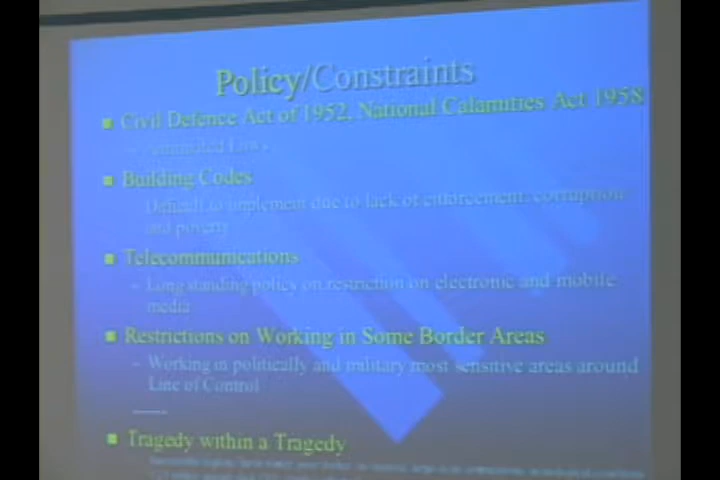 Policy/Constraints
Civil Defence Act of 1952, National Calamities Act 1958
- Laws
Building Codes
Difficult to implement due to lack of enforcement, corruption
and poverty
Telecommunications
- Long standing policy on restriction on electronic and mobile
media
Restrictions on Working in Some Border Areas
- Working in politically and military most sensitive areas around
Line of Control
Tragedy within a Tragedy